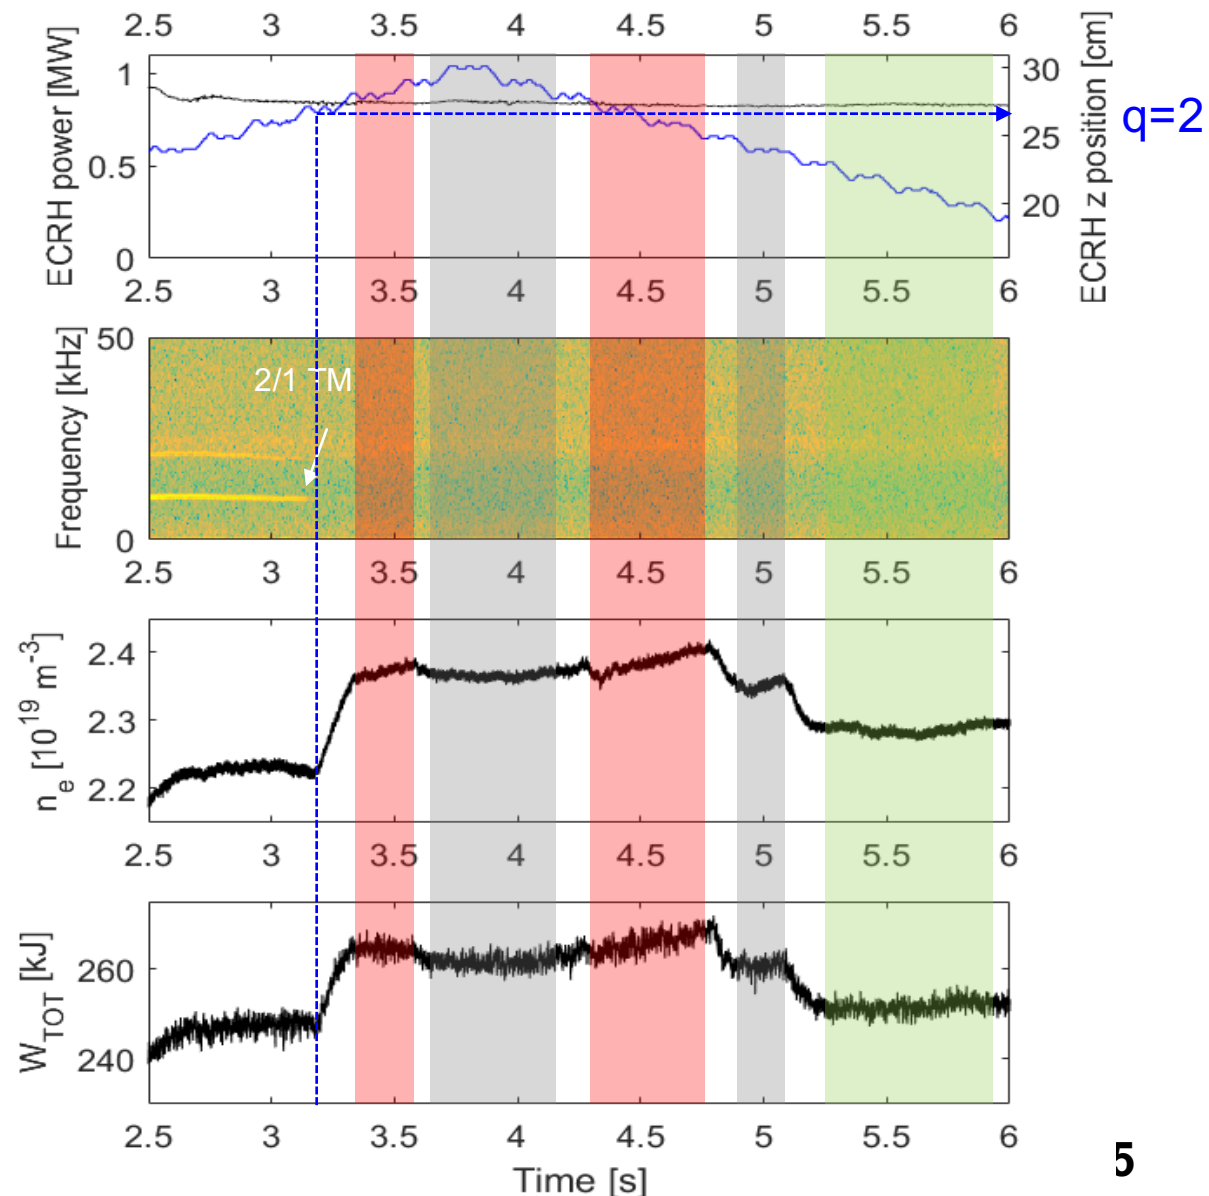 2.5 3 3.5 4 4.5 5 5.5 6
ECRH power [MW]
1
0.5
0
30
25
20
ECRH z position [cm]
q=2
2.5 3 3.5 4 4.5 5 5.5 6
Frequency [kHz]
50
0
2/1 TM
2.5 3 3.5 4 4.5 5 5.5 6
n_e [10^19 m^-3]
2.4
2.3
2.2
2.5 3 3.5 4 4.5 5 5.5 6
W_TOT [kJ]
260
240
2.5 3 3.5 4 4.5 5 5.5 6
Time [s]
5